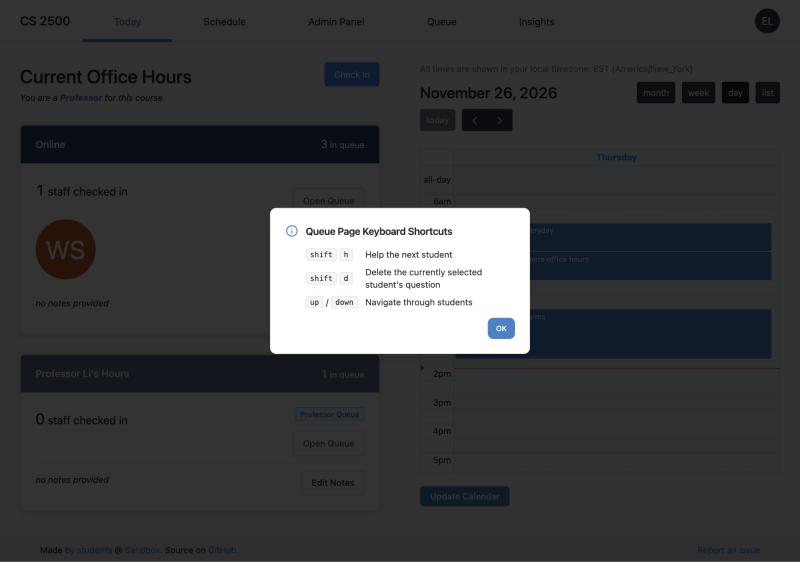 CS 2500
Today
Schedule
Admin Panel
Queue
Insights
EL
Current Office Hours
Check In
You are a Professor for this course
Online
3 in queue
1 staff checked in
Open Queue
WS
no notes provided
Professor Li's Hours
1 in queue
0 staff checked in
Professor Queue
Open Queue
no notes provided
Edit Notes
All times are shown in your local timezone: EST (America/New_York)
November 26, 2026
month
week
day
list
today
Thursday
all-day
8am
office hours
2pm
3pm
4pm
5pm
Update Calendar
Queue Page Keyboard Shortcuts
shift h Help the next student
shift d Delete the currently selected
student's question
up / down Navigate through students
OK
Made by students @ Sandbox. Source on GitHub.
Report an issue